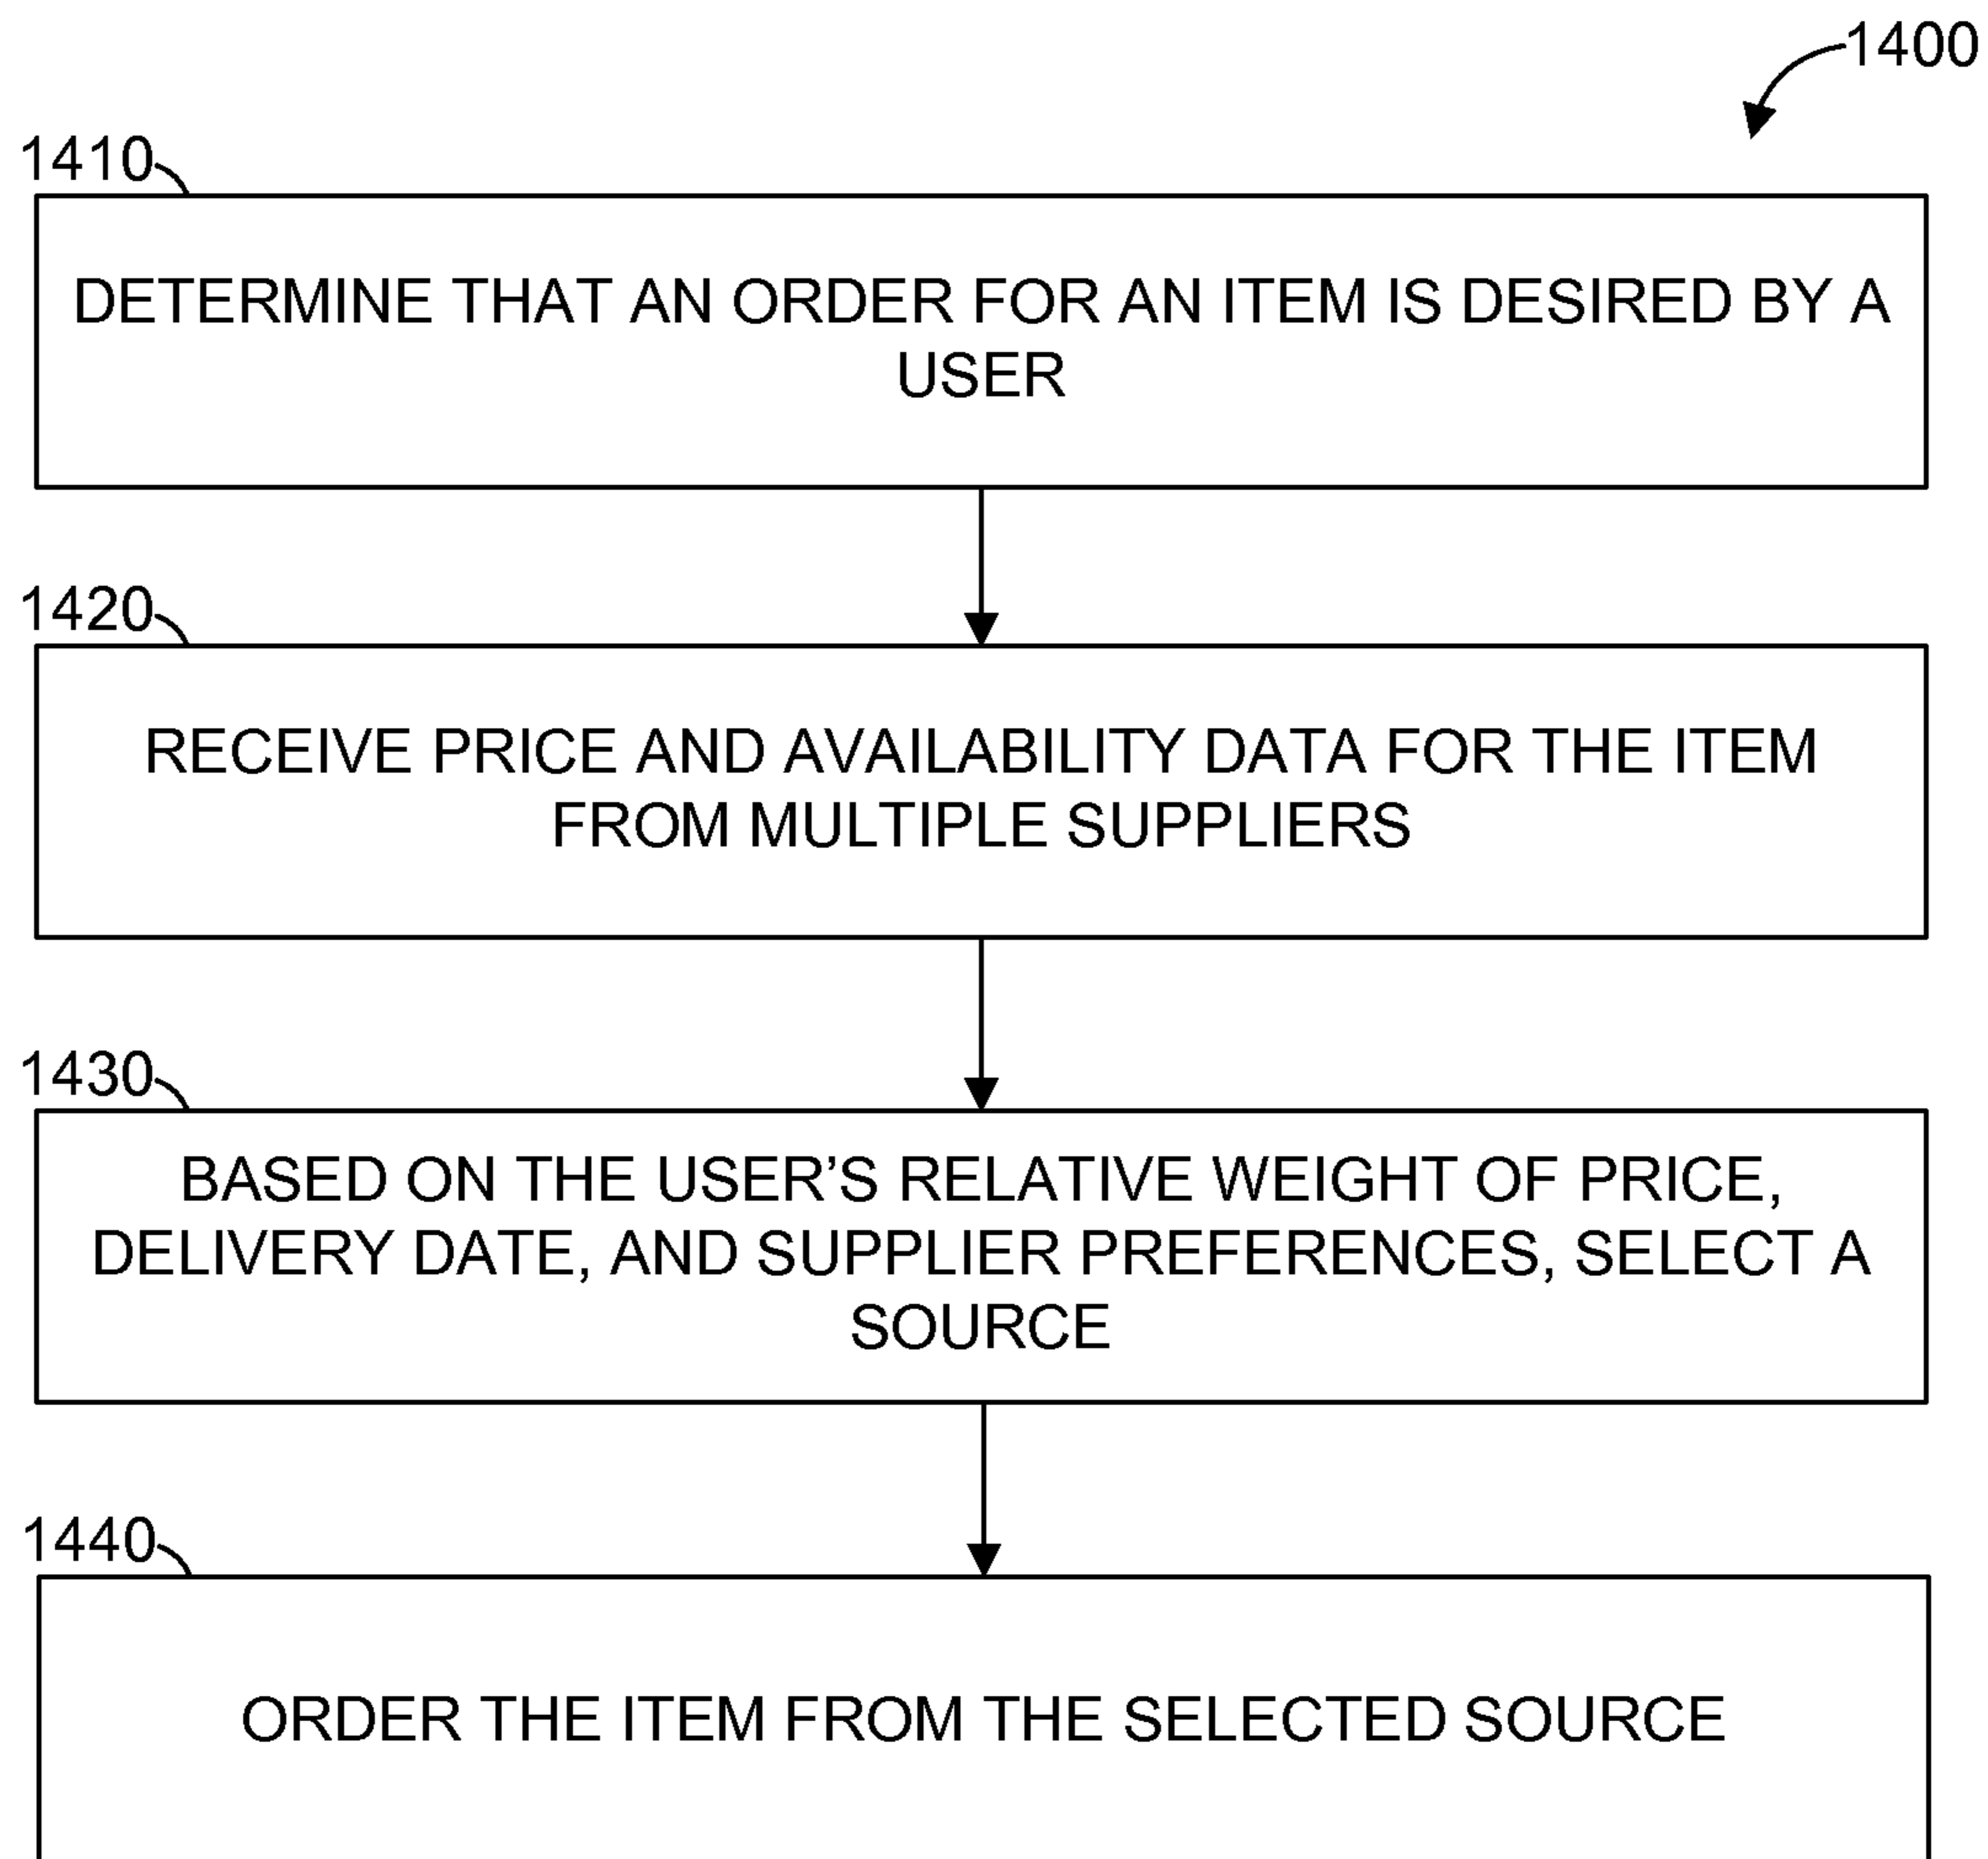 1400
1410
DETERMINE THAT AN ORDER FOR AN ITEM IS DESIRED BY A
USER
1420
RECEIVE PRICE AND AVAILABILITY DATA FOR THE ITEM
FROM MULTIPLE SUPPLIERS
1430
BASED ON THE USER’S RELATIVE WEIGHT OF PRICE,
DELIVERY DATE, AND SUPPLIER PREFERENCES, SELECT A
SOURCE
1440
ORDER THE ITEM FROM THE SELECTED SOURCE